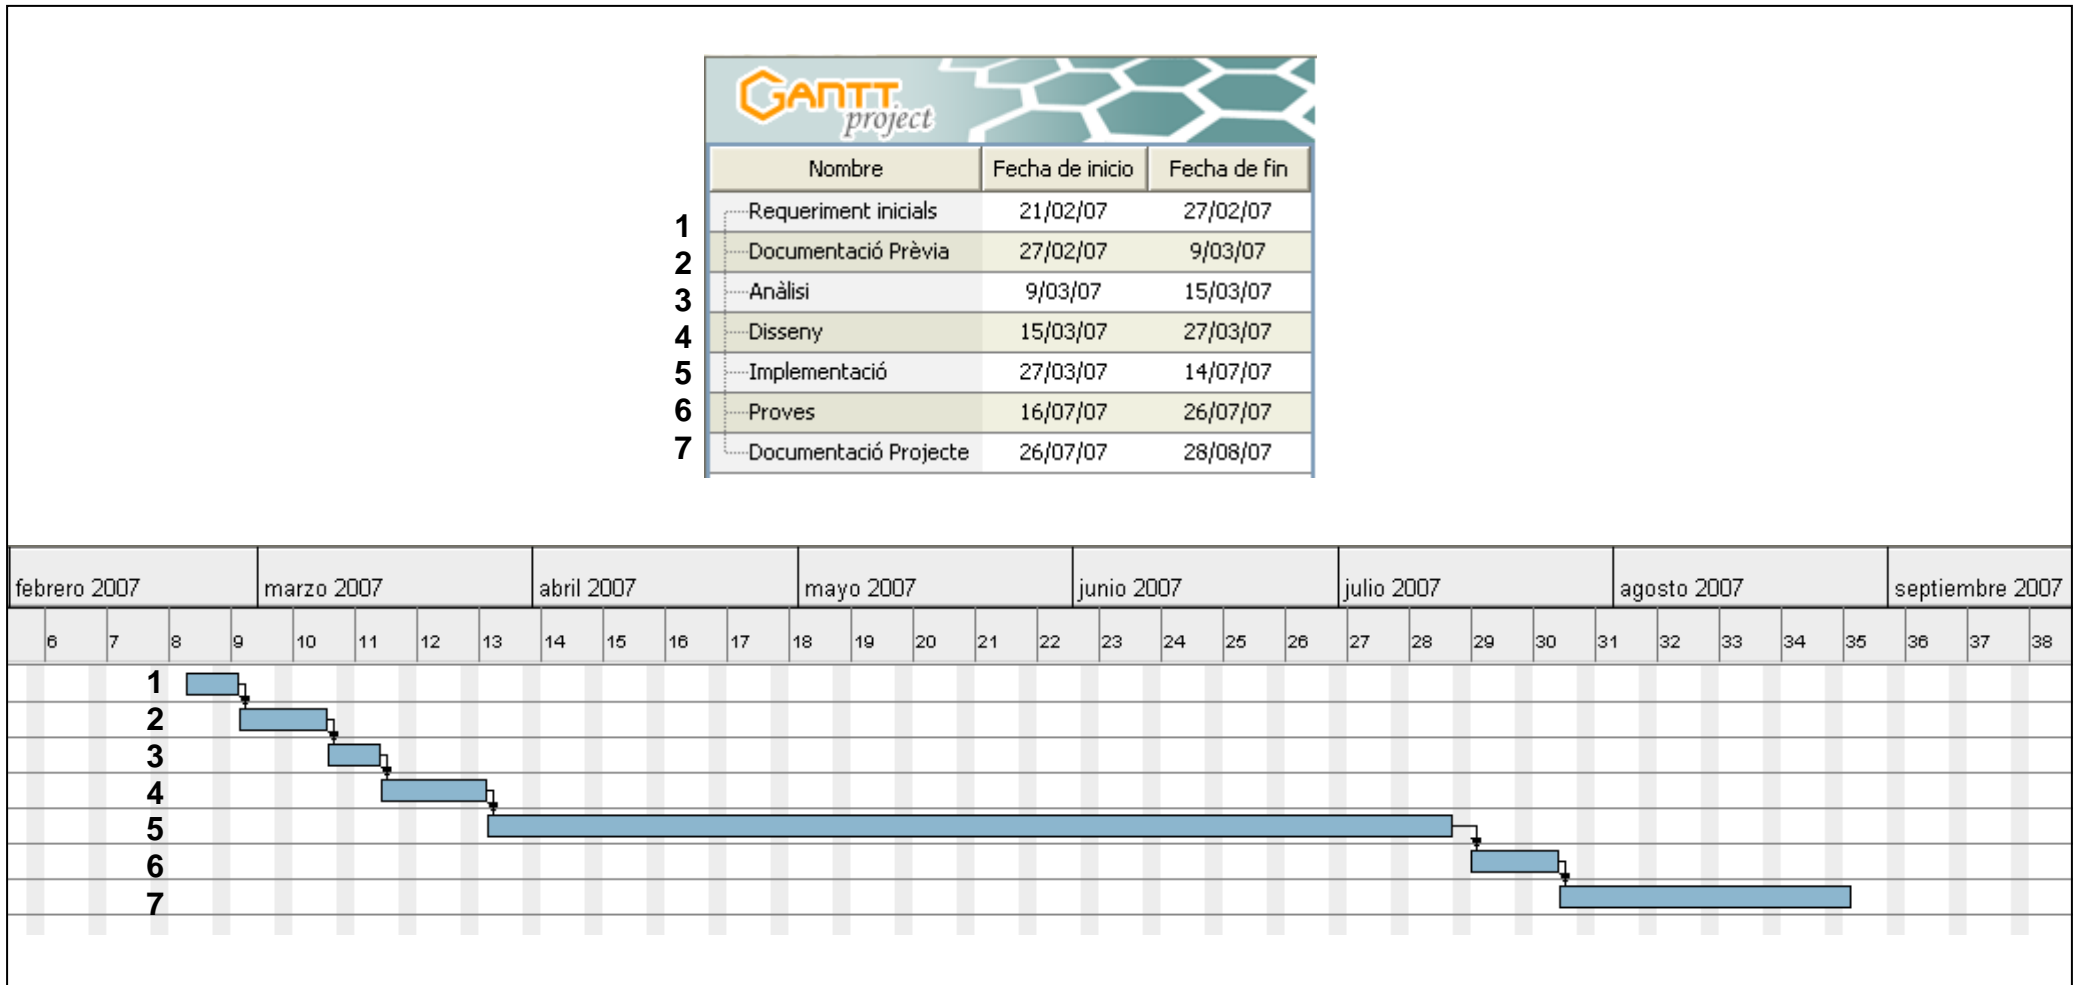 GANTT
project
Nombre Fecha de inicio Fecha de fin
1 Requeriment inicials 21/02/07 27/02/07
2 Documentació Prèvia 27/02/07 9/03/07
3 Anàlisi 9/03/07 15/03/07
4 Disseny 15/03/07 27/03/07
5 Implementació 27/03/07 14/07/07
6 Proves 16/07/07 26/07/07
7 Documentació Projecte 26/07/07 28/08/07
febrero 2007 marzo 2007 abril 2007 mayo 2007 junio 2007 julio 2007 agosto 2007 septiembre 2007
6 7 8 9 10 11 12 13 14 15 16 17 18 19 20 21 22 23 24 25 26 27 28 29 30 31 32 33 34 35 36 37 38
1
2
3
4
5
6
7